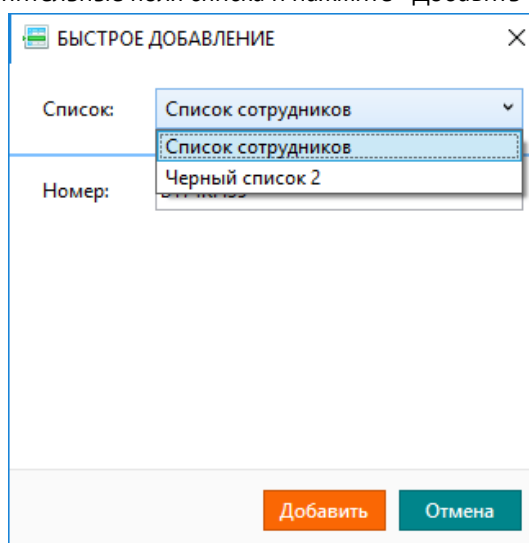 БЫСТРОЕ ДОБАВЛЕНИЕ
Список: Список сотрудников
Список сотрудников
Черный список 2
Номер:
Добавить Отмена